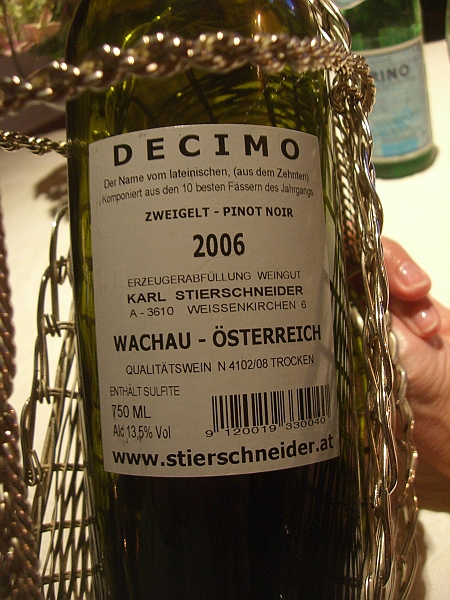 DECIMO
Der Name vom lateinischen, (aus dem Zehnten)
Komponiert aus den 10 besten Fässern des Jahrgangs
ZWEIGELT - PINOT NOIR
2006
ERZEUGERABFÜLLUNG WEINGUT
KARL STIERSCHNEIDER
A - 3610 WEISSENKIRCHEN 6
WACHAU - ÖSTERREICH
QUALITÄTSWEIN N 4102/08 TROCKEN
ENTHÄLT SULFITE
750 ML
Alc 13,5% Vol
9 120019 330040
www.stierschneider.at
RINO